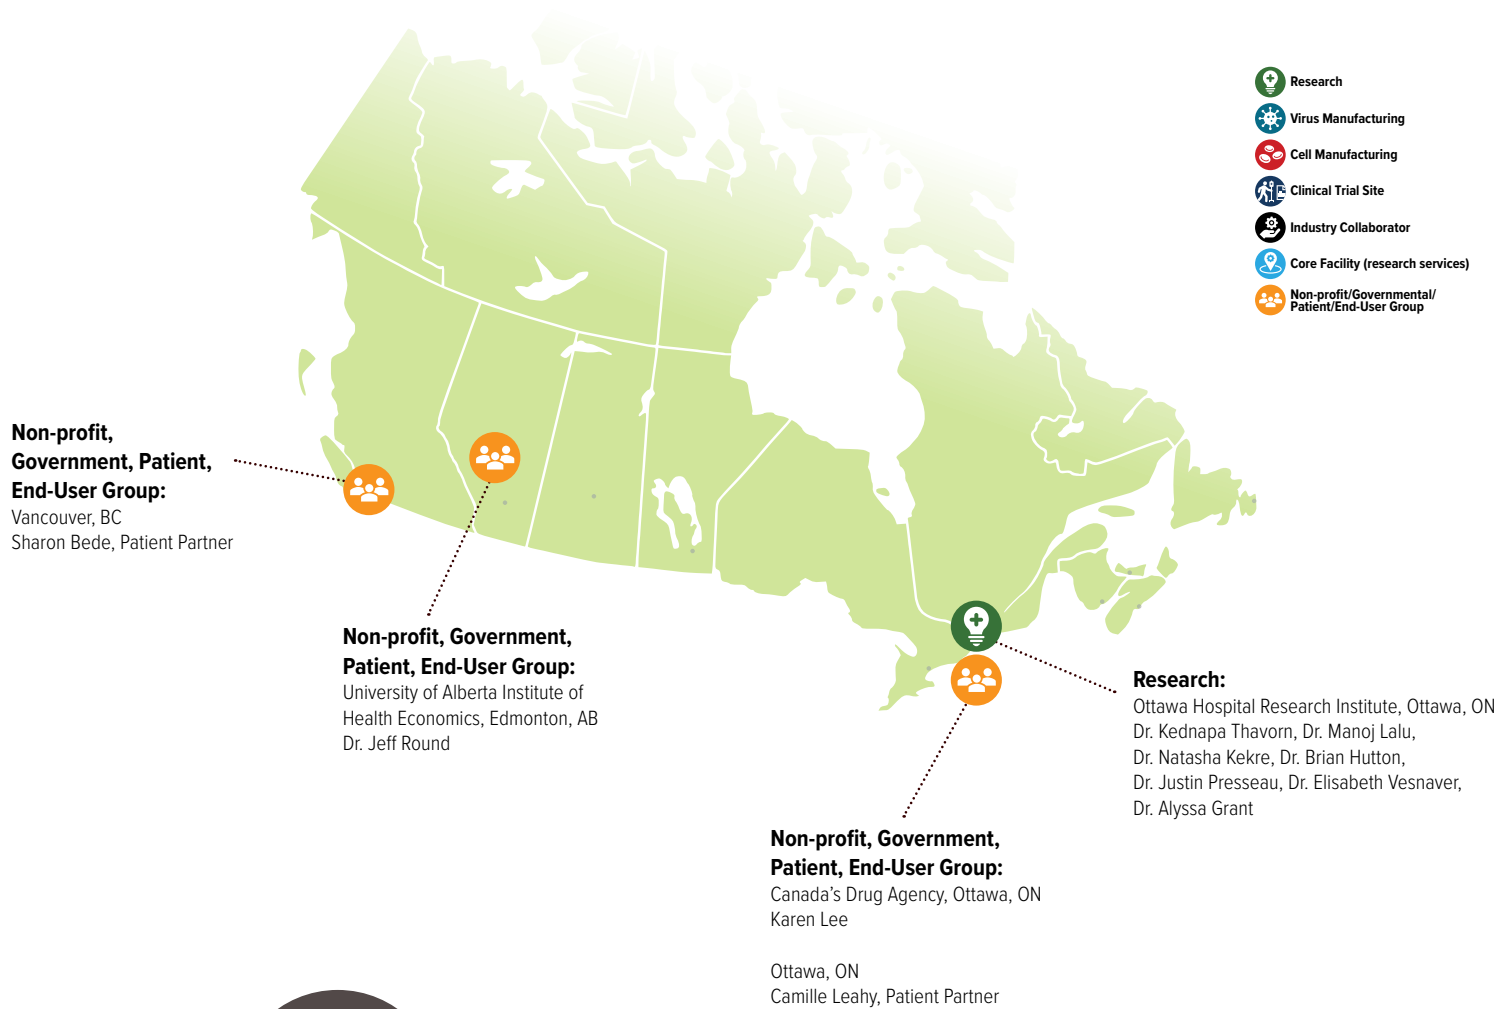 Research
Virus Manufacturing
Cell Manufacturing
Clinical Trial Site
Industry Collaborator
Core Facility (research services)
Non-profit/Governmental/
Patient/End-User Group
Non-profit,
Government, Patient,
End-User Group:
Vancouver, BC
Sharon Bede, Patient Partner
Non-profit, Government,
Patient, End-User Group:
University of Alberta Institute of
Health Economics, Edmonton, AB
Dr. Jeff Round
Research:
Ottawa Hospital Research Institute, Ottawa, ON
Dr. Kednapa Thavorn, Dr. Manoj Lalu,
Dr. Natasha Kekre, Dr. Brian Hutton,
Dr. Justin Presseau, Dr. Elisabeth Vesnaver,
Dr. Alyssa Grant
Non-profit, Government,
Patient, End-User Group:
Canada’s Drug Agency, Ottawa, ON
Karen Lee
Ottawa, ON
Camille Leahy, Patient Partner